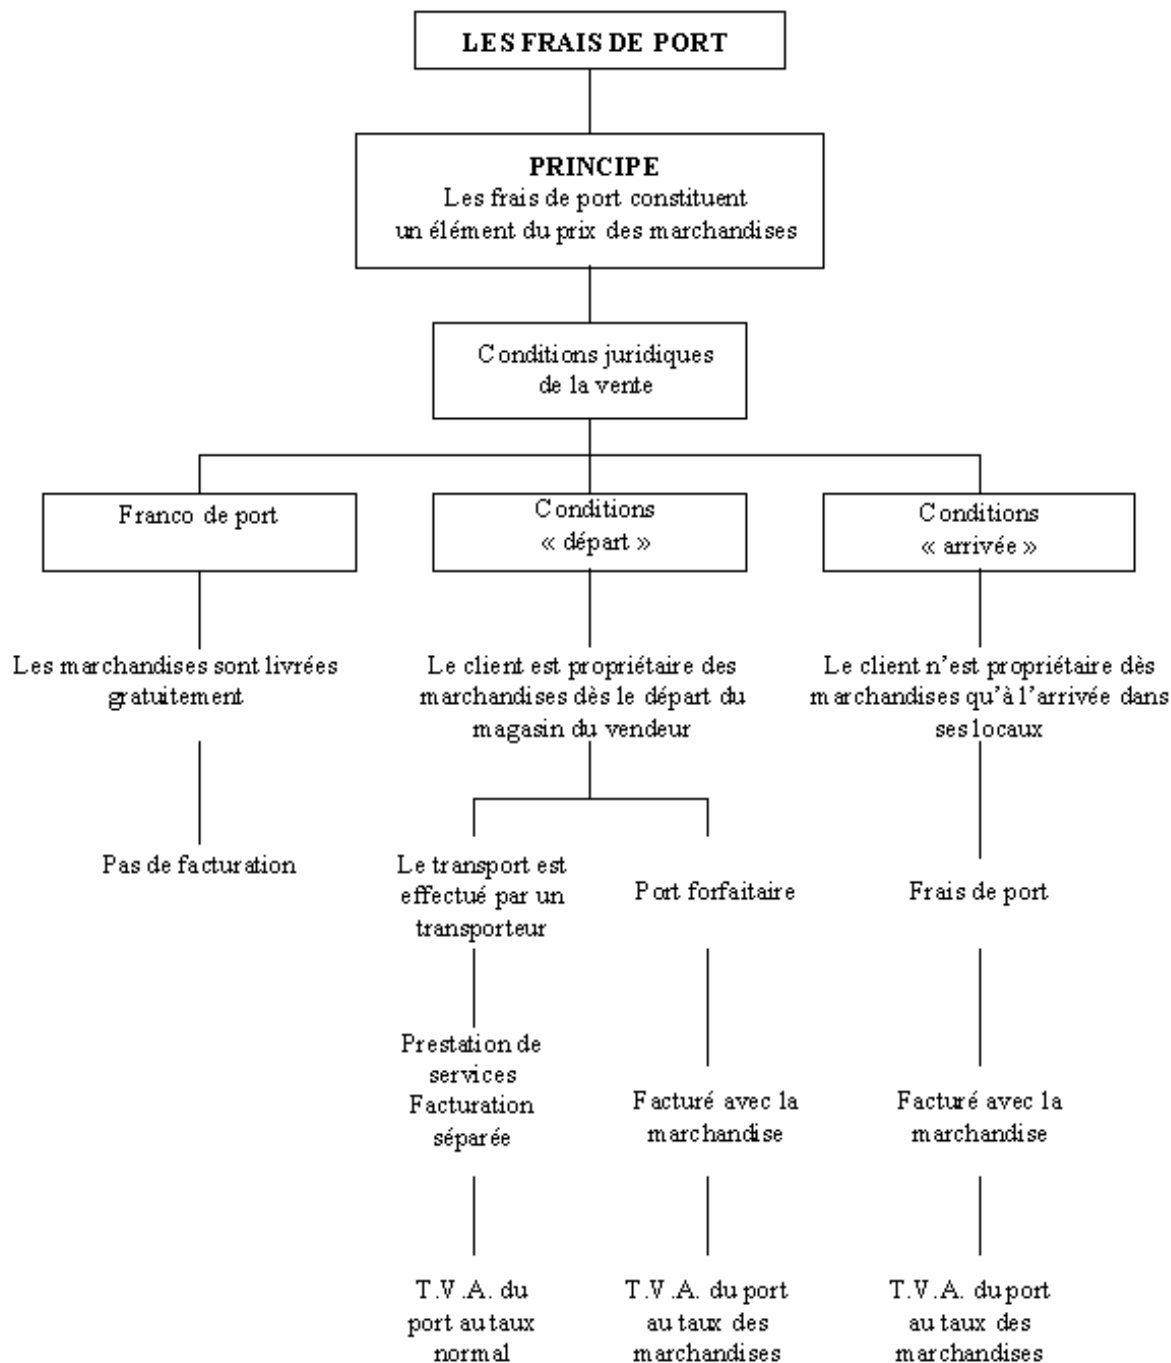 LES FRAIS DE PORT
PRINCIPE
Les frais de port constituent
un élément du prix des marchandises
Conditions juridiques
de la vente
Franco de port
Conditions
« départ »
Conditions
« arrivée »
Les marchandises sont livrées
gratuitement
Le client est propriétaire des
marchandises dès le départ du
magasin du vendeur
Le client n'est propriétaire dès
marchandises qu'à l'arrivée dans
ses locaux
Pas de facturation
Le transport est
effectué par un
transporteur
Port forfaitaire
Frais de port
Prestation de
services
Facturation
séparée
Facturé avec la
marchandise
Facturé avec la
marchandise
T.V.A. du
port au taux
normal
T.V.A. du port
au taux des
marchandises
T.V.A. du port
au taux des
marchandises